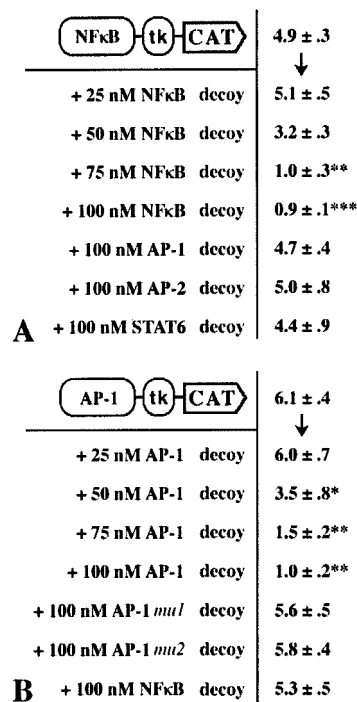 NFκB tk CAT 4.9 ± .3
↓
+ 25 nM NFκB decoy 5.1 ± .5
+ 50 nM NFκB decoy 3.2 ± .3
+ 75 nM NFκB decoy 1.0 ± .3**
+ 100 nM NFκB decoy 0.9 ± .1***
+ 100 nM AP-1 decoy 4.7 ± .4
+ 100 nM AP-2 decoy 5.0 ± .8
A + 100 nM STAT6 decoy 4.4 ± .9
AP-1 tk CAT 6.1 ± .4
↓
+ 25 nM AP-1 decoy 6.0 ± .7
+ 50 nM AP-1 decoy 3.5 ± .8*
+ 75 nM AP-1 decoy 1.5 ± .2**
+ 100 nM AP-1 decoy 1.0 ± .2**
+ 100 nM AP-1 mu1 decoy 5.6 ± .5
+ 100 nM AP-1 mu2 decoy 5.8 ± .4
B + 100 nM NFκB decoy 5.3 ± .5